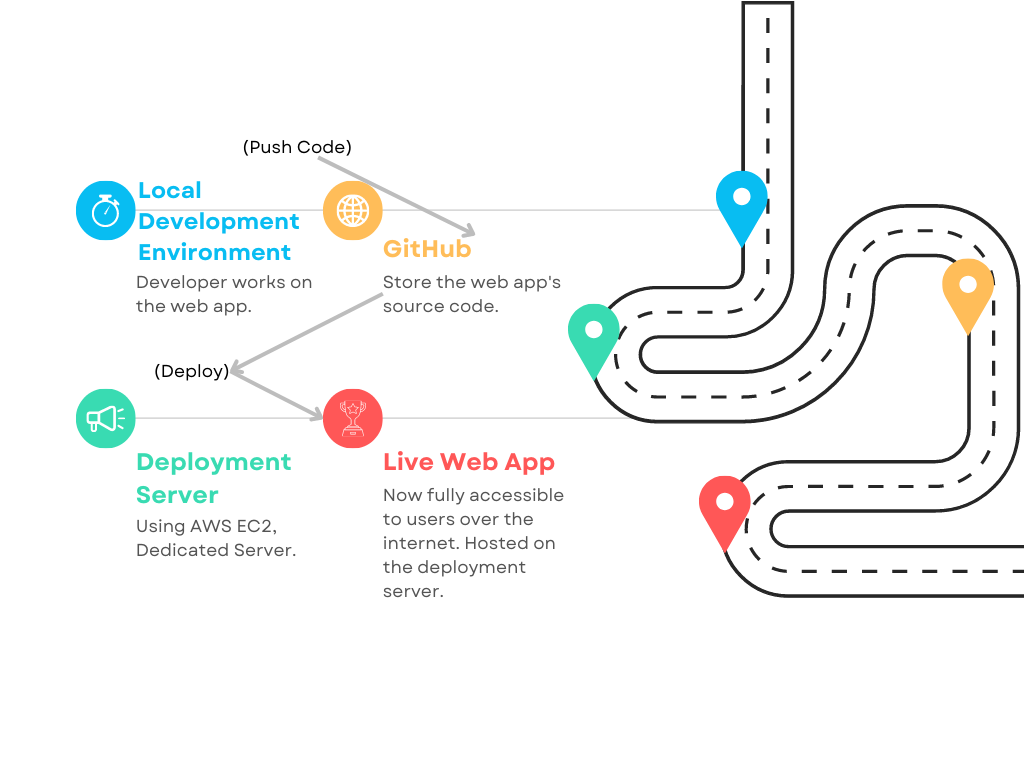 (Push Code)
Local
Development
Environment
Developer works on
the web app.
GitHub
Store the web app's
source code.
(Deploy)
Deployment
Server
Using AWS EC2,
Dedicated Server.
Live Web App
Now fully accessible
to users over the
internet. Hosted on
the deployment
server.